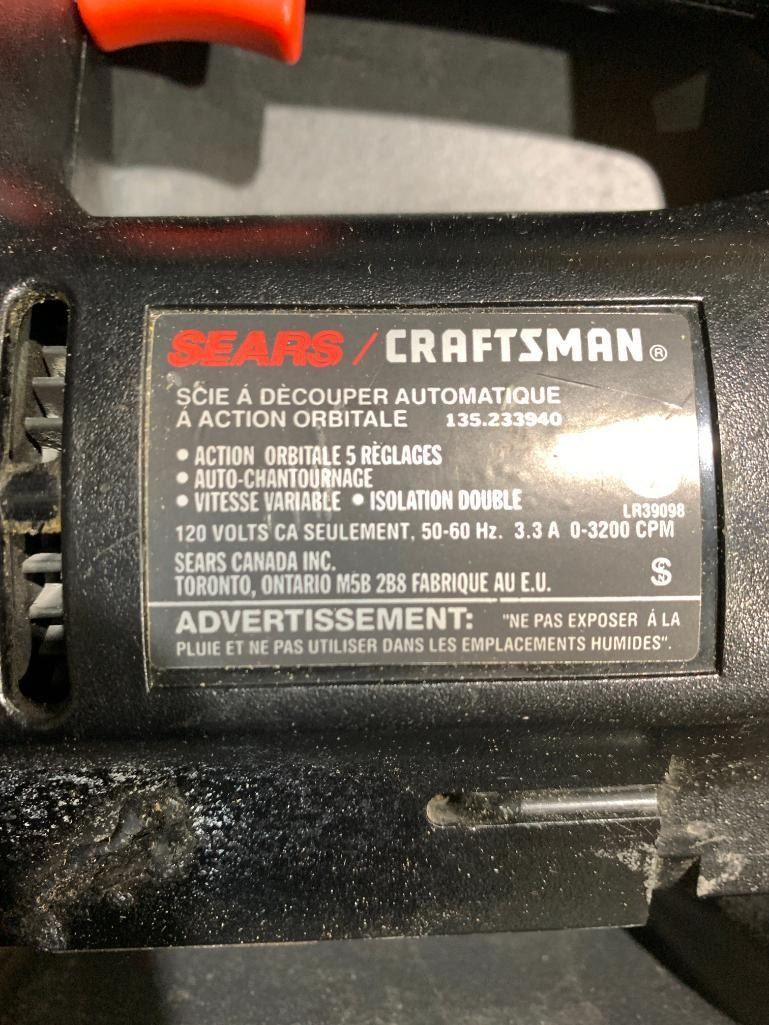 SEARS / CRAFTSMAN ®
SCIE Á DÈCOUPER AUTOMATIQUE
Á ACTION ORBITALE 135.233940
• ACTION ORBITALE 5 RÈGLAGES
• AUTO-CHANTOURNAGE
• VITESSE VARIABLE • ISOLATION DOUBLE
LR39098
120 VOLTS CA SEULEMENT, 50-60 Hz. 3.3 A 0-3200 CPM
SEARS CANADA INC.
TORONTO, ONTARIO M5B 2B8 FABRIQUE AU E.U.
ADVERTISSEMENT: "NE PAS EXPOSER Á LA
PLUIE ET NE PAS UTILISER DANS LES EMPLACEMENTS HUMIDES".